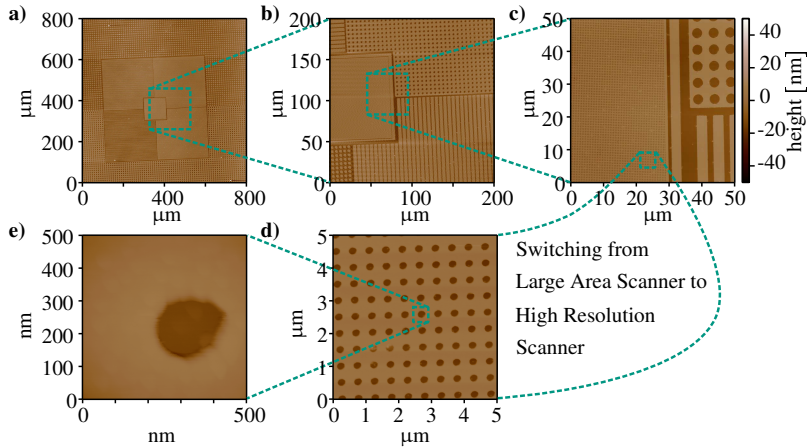 a)
800
600
400
200
0
μm
0
400
800
μm
b)
200
150
100
50
0
μm
0
50
100
150
200
μm
c)
50
40
30
20
10
0
μm
0
10
20
30
40
50
μm
40
20
0
-20
-40
height [nm]
e)
500
400
300
200
100
0
nm
0
500
nm
d)
5
4
3
2
1
0
μm
0
1
2
3
4
5
μm
Switching from
Large Area Scanner to
High Resolution
Scanner